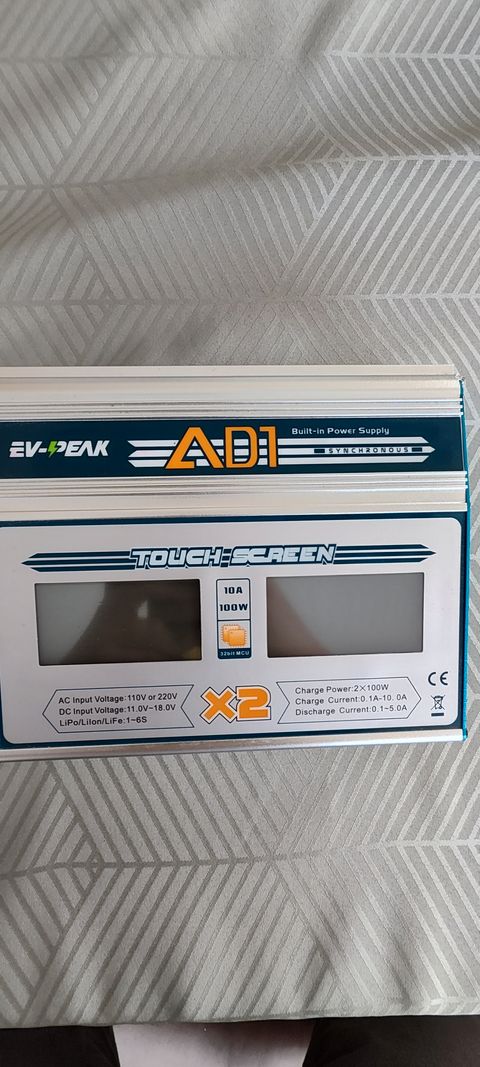 EV-PEAK AD1 Built-in Power Supply
SYNCHRONOUS
TOUCH SCREEN
10A
100W
32bit MCU
AC Input Voltage:110V or 220V
DC Input Voltage:11.0V~18.0V
LiPo/LiIon/LiFe:1~6S
X2
Charge Power:2×100W
Charge Current:0.1A-10.0A
Discharge Current:0.1~5.0A
CE